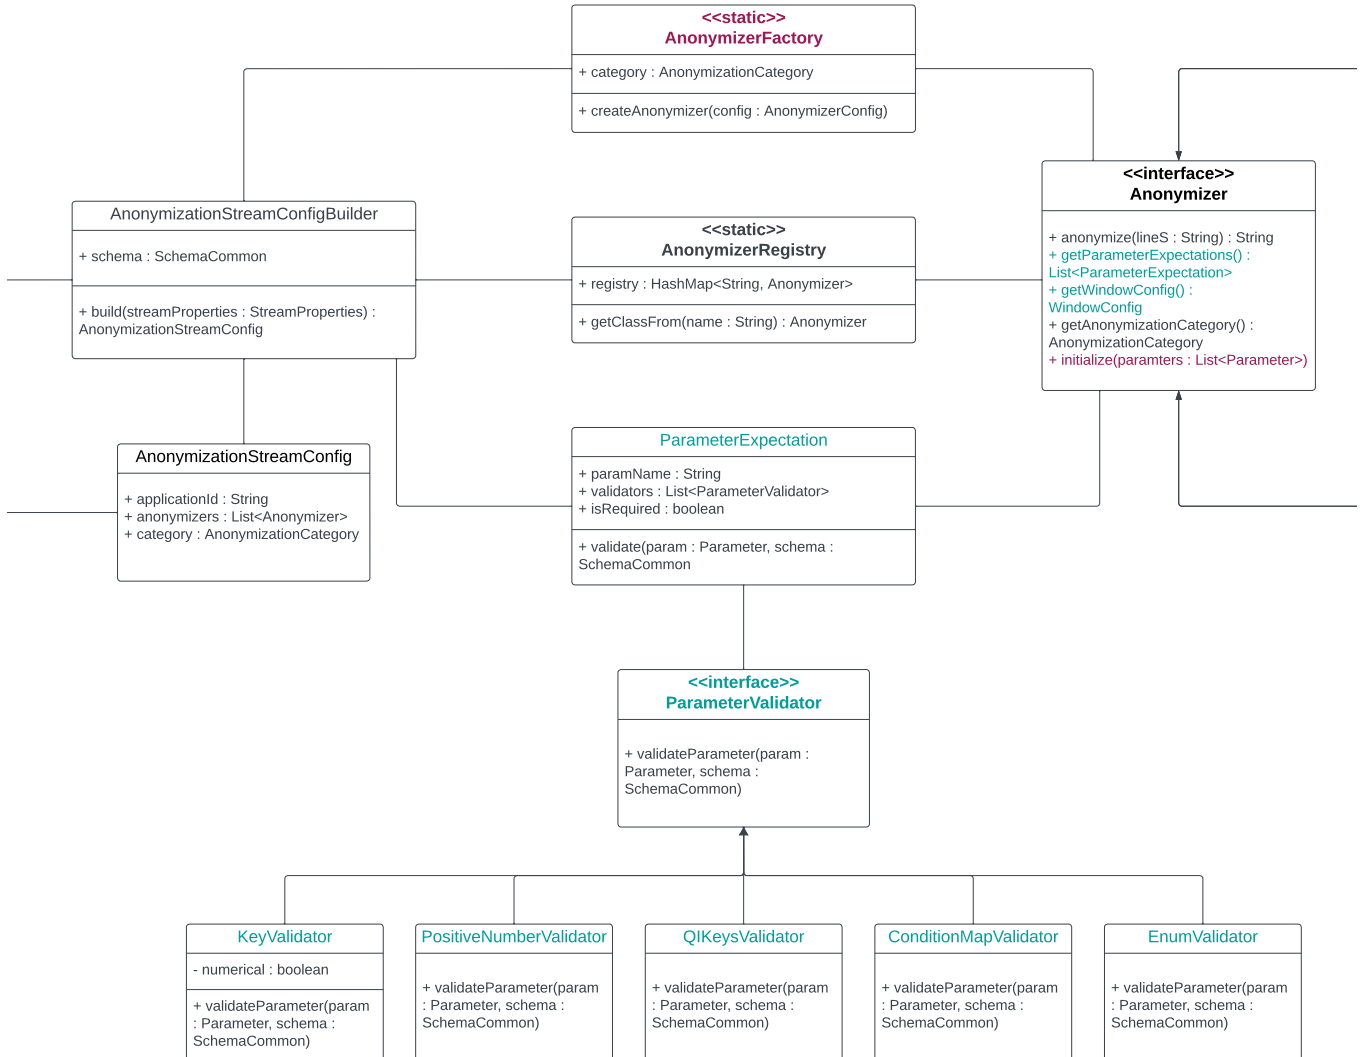 <<static>>
AnonymizerFactory
+ category : AnonymizationCategory
+ createAnonymizer(config : AnonymizerConfig)
<<interface>>
Anonymizer
+ anonymize(lineS : String) : String
+ getParameterExpectations() :
List<ParameterExpectation>
+ getWindowConfig() :
WindowConfig
+ getAnonymizationCategory() :
AnonymizationCategory
+ initialize(paramters : List<Parameter>)
AnonymizationStreamConfigBuilder
+ schema : SchemaCommon
+ build(streamProperties : StreamProperties) :
AnonymizationStreamConfig
<<static>>
AnonymizerRegistry
+ registry : HashMap<String, Anonymizer>
+ getClassFrom(name : String) : Anonymizer
AnonymizationStreamConfig
+ applicationId : String
+ anonymizers : List<Anonymizer>
+ category : AnonymizationCategory
ParameterExpectation
+ paramName : String
+ validators : List<ParameterValidator>
+ isRequired : boolean
+ validate(param : Parameter, schema :
SchemaCommon
<<interface>>
ParameterValidator
+ validateParameter(param :
Parameter, schema :
SchemaCommon)
KeyValidator
- numerical : boolean
+ validateParameter(param
: Parameter, schema :
SchemaCommon)
PositiveNumberValidator
+ validateParameter(param
: Parameter, schema :
SchemaCommon)
QIKeysValidator
+ validateParameter(param
: Parameter, schema :
SchemaCommon)
ConditionMapValidator
+ validateParameter(param
: Parameter, schema :
SchemaCommon)
EnumValidator
+ validateParameter(param
: Parameter, schema :
SchemaCommon)